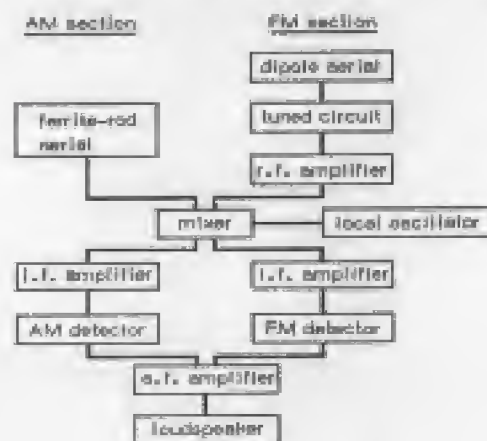 AM section
FM section
dipole aerial
ferrite-rod
aerial
tuned circuit
r.f. amplifier
mixer
local oscillator
i.f. amplifier
i.f. amplifier
AM detector
FM detector
a.f. amplifier
loudspeaker